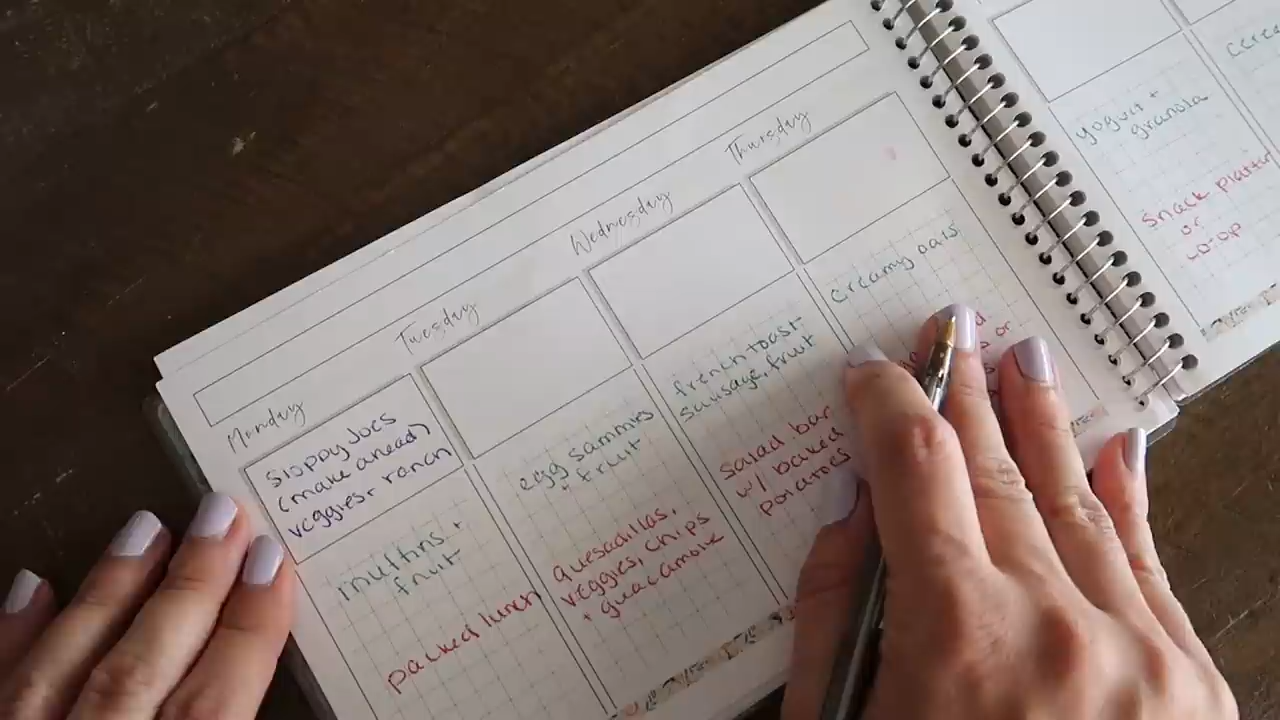 Monday
Sloppy Joes
(make ahead)
veggies + ranch
muffins +
fruit
packed lunch
Tuesday
egg sammies
+ fruit
quesadillas,
veggies, chips
+ guacamole
Wednesday
french toast
sausage, fruit
salad bar
w/ baked
potatoes
Thursday
creamy oats
or
yogurt +
granola
snack platter
or
co-op